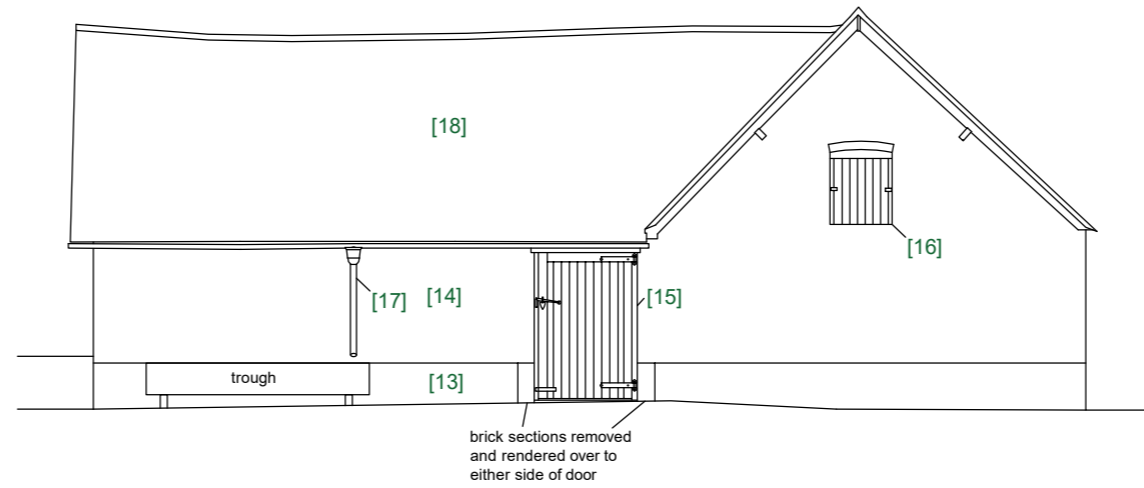 [18]
[16]
[17]
[14]
[15]
trough
[13]
brick sections removed
and rendered over to
either side of door